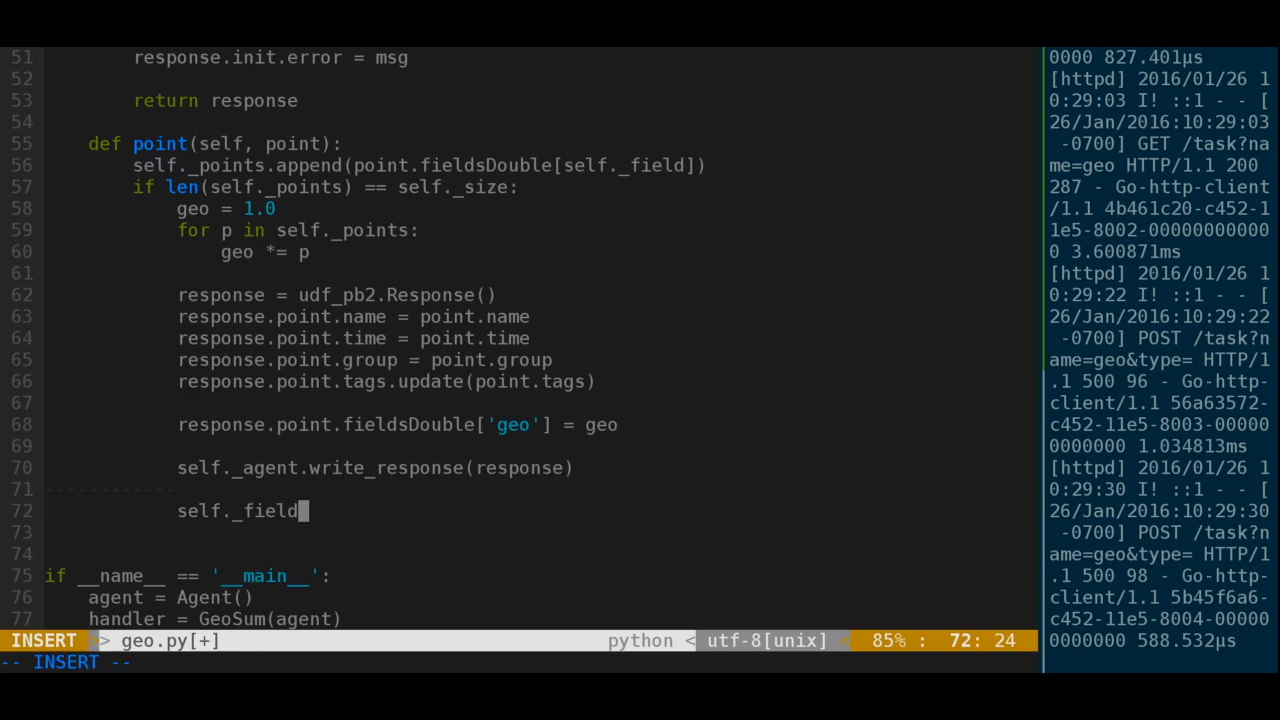 51         response.init.error = msg
52
53         return response
54
55     def point(self, point):
56         self._points.append(point.fieldsDouble[self._field])
57         if len(self._points) == self._size:
58             geo = 1.0
59             for p in self._points:
60                 geo *= p
61
62             response = udf_pb2.Response()
63             response.point.name = point.name
64             response.point.time = point.time
65             response.point.group = point.group
66             response.point.tags.update(point.tags)
67
68             response.point.fieldsDouble['geo'] = geo
69
70             self._agent.write_response(response)
71 ------------
72             self._field
73
74
75 if __name__ == '__main__':
76     agent = Agent()
77     handler = GeoSum(agent)
INSERT > geo.py[+] python < utf-8[unix] < 85% : 72: 24
-- INSERT --
0000 827.401µs
[httpd] 2016/01/26 1
0:29:03 I! ::1 - - [
26/Jan/2016:10:29:03
 -0700] GET /task?na
me=geo HTTP/1.1 200
287 - Go-http-client
/1.1 4b461c20-c452-1
1e5-8002-00000000000
0 3.600871ms
[httpd] 2016/01/26 1
0:29:22 I! ::1 - - [
26/Jan/2016:10:29:22
 -0700] POST /task?n
ame=geo&type= HTTP/1
.1 500 96 - Go-http-
client/1.1 56a63572-
c452-11e5-8003-00000
0000000 1.034813ms
[httpd] 2016/01/26 1
0:29:30 I! ::1 - - [
26/Jan/2016:10:29:30
 -0700] POST /task?n
ame=geo&type= HTTP/1
.1 500 98 - Go-http-
client/1.1 5b45f6a6-
c452-11e5-8004-00000
0000000 588.532µs